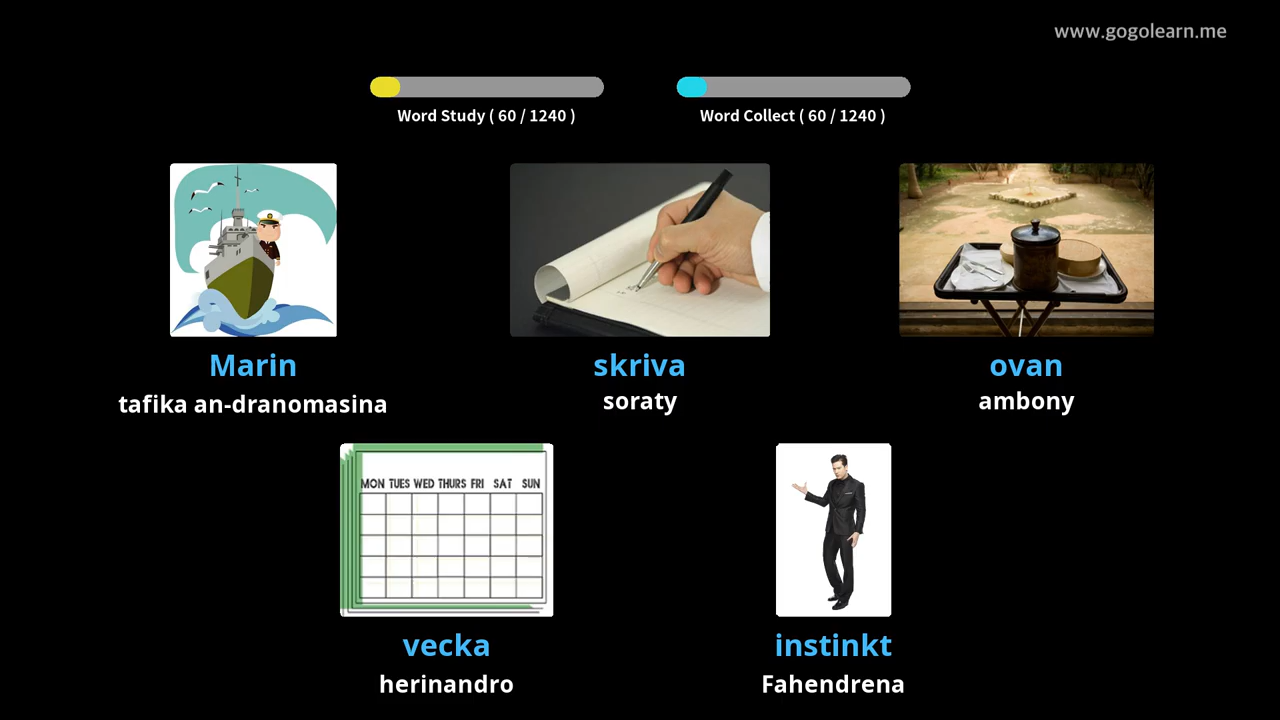 www.gogolearn.me
Word Study ( 60 / 1240 )
Word Collect ( 60 / 1240 )
Marin
tafika an-dranomasina
skriva
soraty
ovan
ambony
MON TUES WED THURS FRI SAT SUN
vecka
herinandro
instinkt
Fahendrena